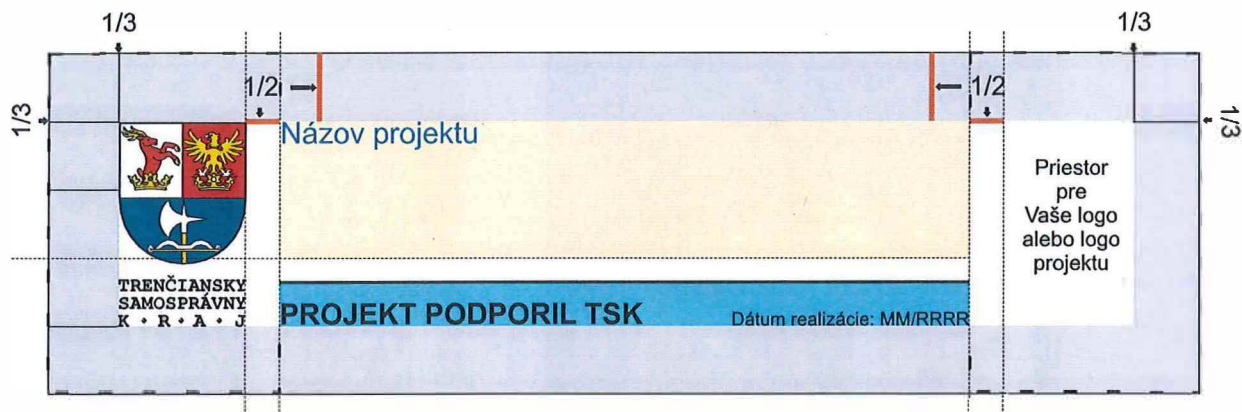 1/3
1/3
1/2
1/2
1/3
1/3
Názov projektu
Priestor
pre
Vaše logo
alebo logo
projektu
TRENČIANSKY
SAMOSPRÁVNY
K · R · A · J
PROJEKT PODPORIL TSK
Dátum realizácie: MM/RRRR